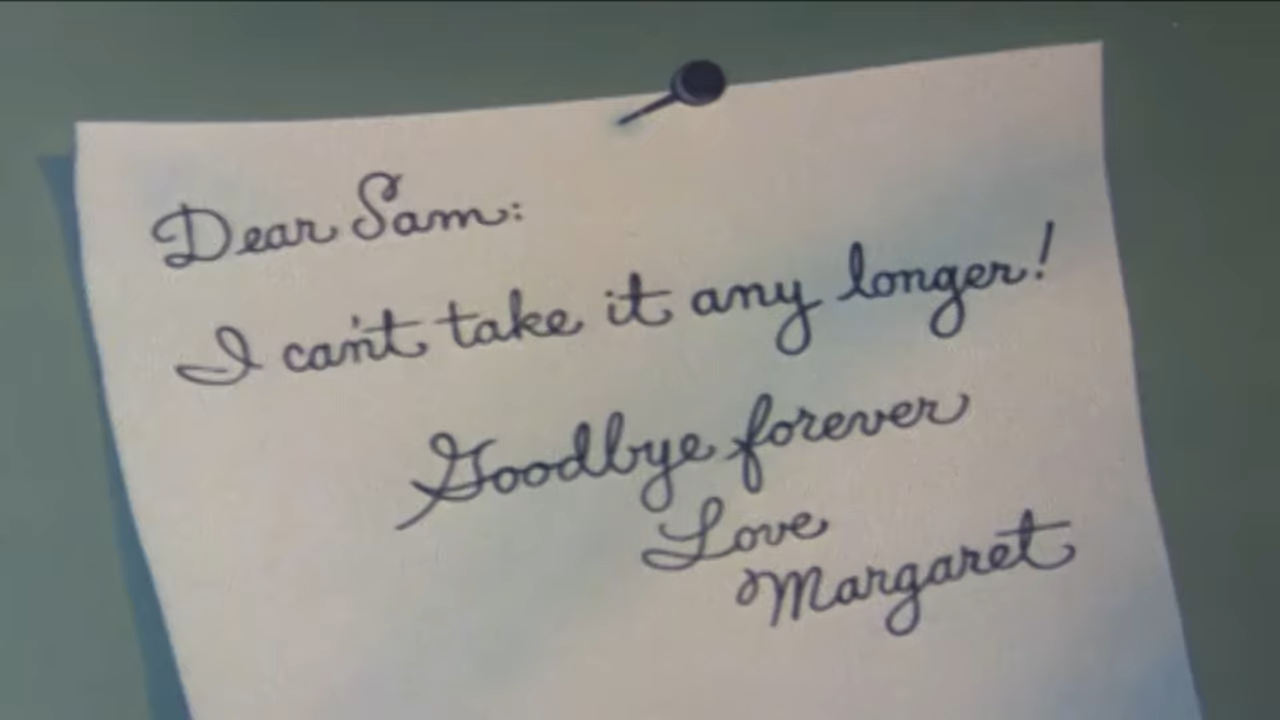 Dear Sam:
I can't take it any longer!
Goodbye forever
Love
Margaret